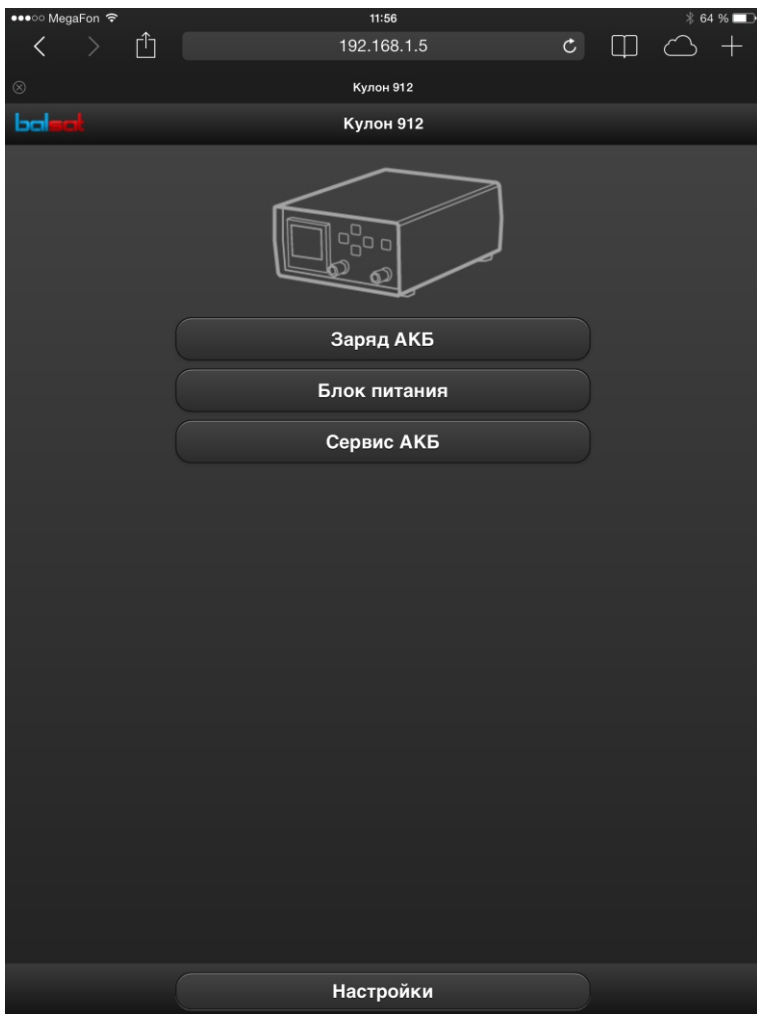 MegaFon 11:56 64 %
192.168.1.5
Кулон 912
balsat Кулон 912
Заряд АКБ
Блок питания
Сервис АКБ
Настройки